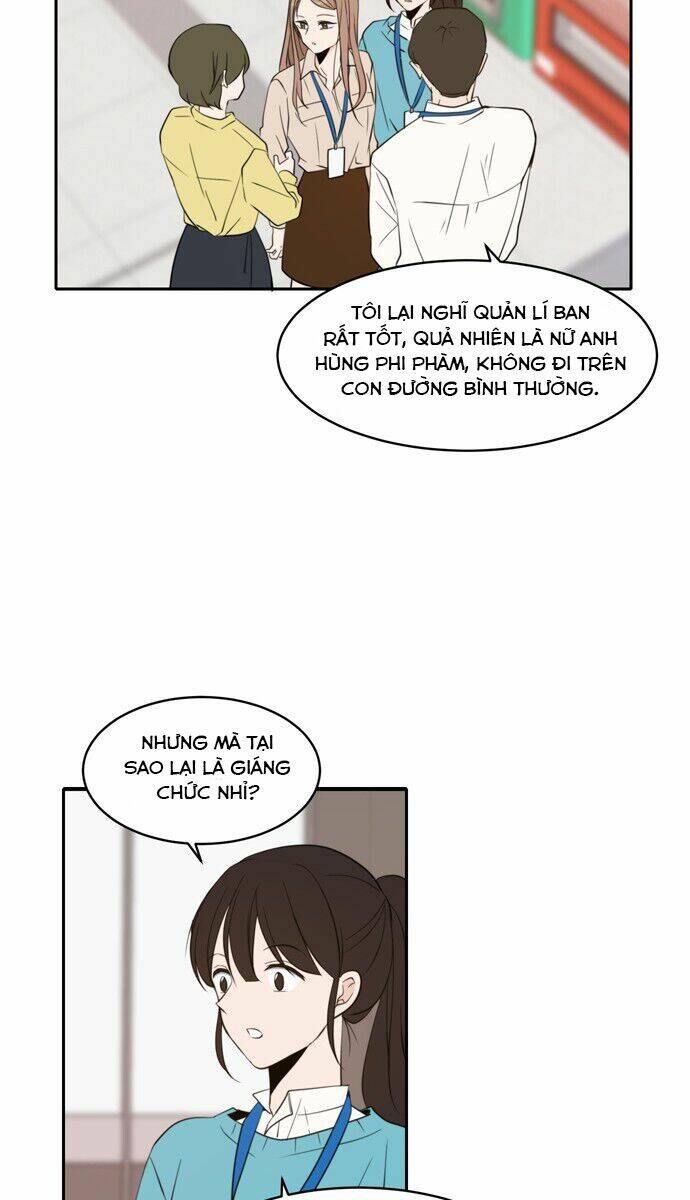 TÔI LẠI NGHĨ QUẢN LÍ BAN
RẤT TỐT, QUẢ NHIÊN LÀ NỮ ANH
HÙNG PHI PHÀM, KHÔNG ĐI TRÊN
CON ĐƯỜNG BÌNH THƯỜNG.
NHƯNG MÀ TẠI
SAO LẠI LÀ GIÁNG
CHỨC NHỈ?